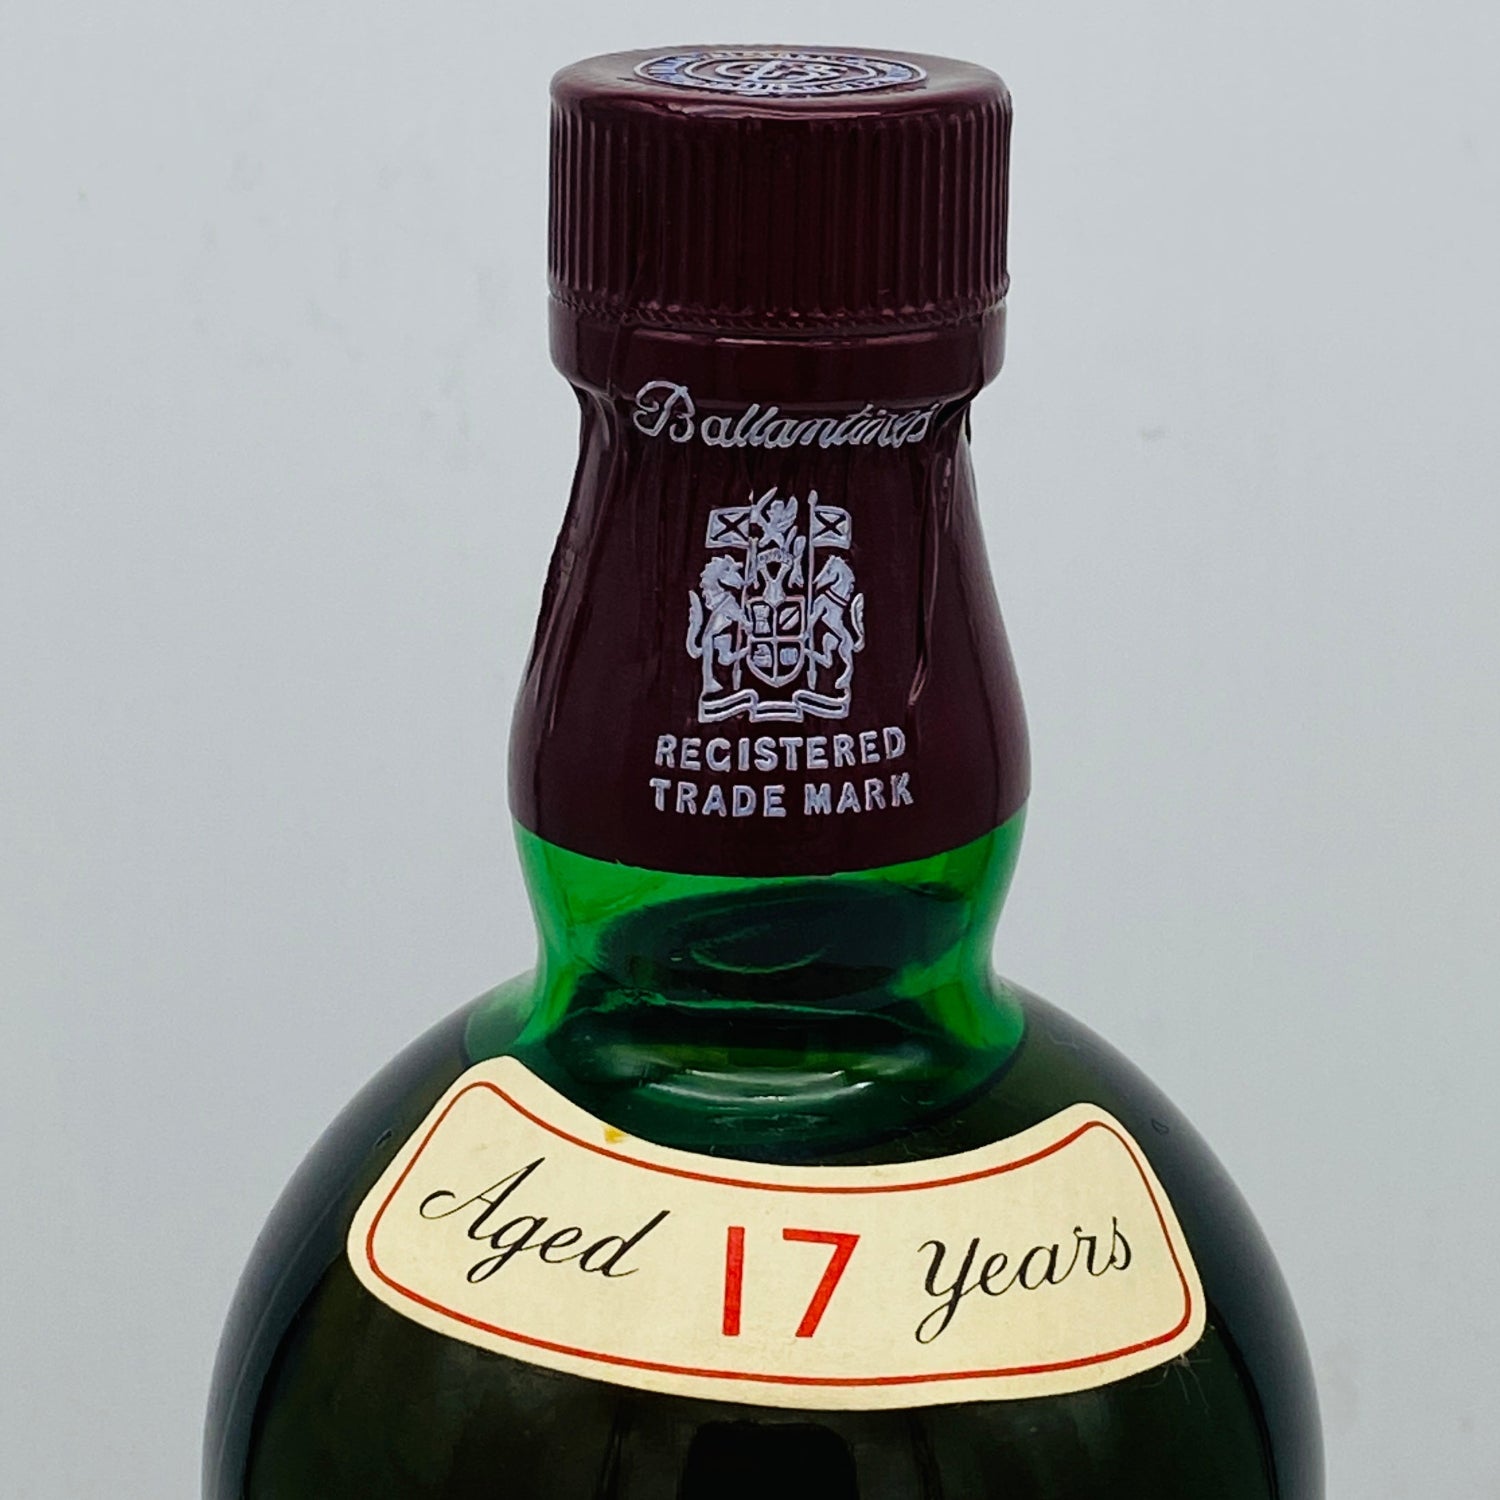 Ballantine's
REGISTERED
TRADE MARK
Aged 17 Years